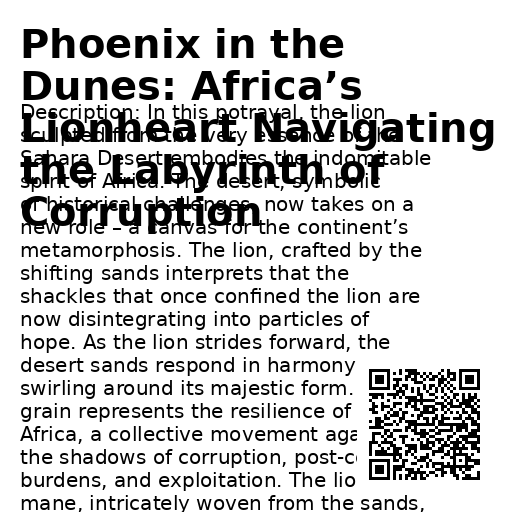 Phoenix in the
Dunes: Africa’s
Lionheart Navigating
the Labyrinth of
Corruption
Description: In this potrayal, the lion
sculpted from the very essence of the
Sahara Desert embodies the indomitable
spirit of Africa. The desert, symbolic
of historical challenges, now takes on a
new role – a canvas for the continent’s
metamorphosis. The lion, crafted by the
shifting sands interprets that the
shackles that once confined the lion are
now disintegrating into particles of
hope. As the lion strides forward, the
desert sands respond in harmony
swirling around its majestic form.
grain represents the resilience of
Africa, a collective movement aga
the shadows of corruption, post-c
burdens, and exploitation. The lio
mane, intricately woven from the sands,